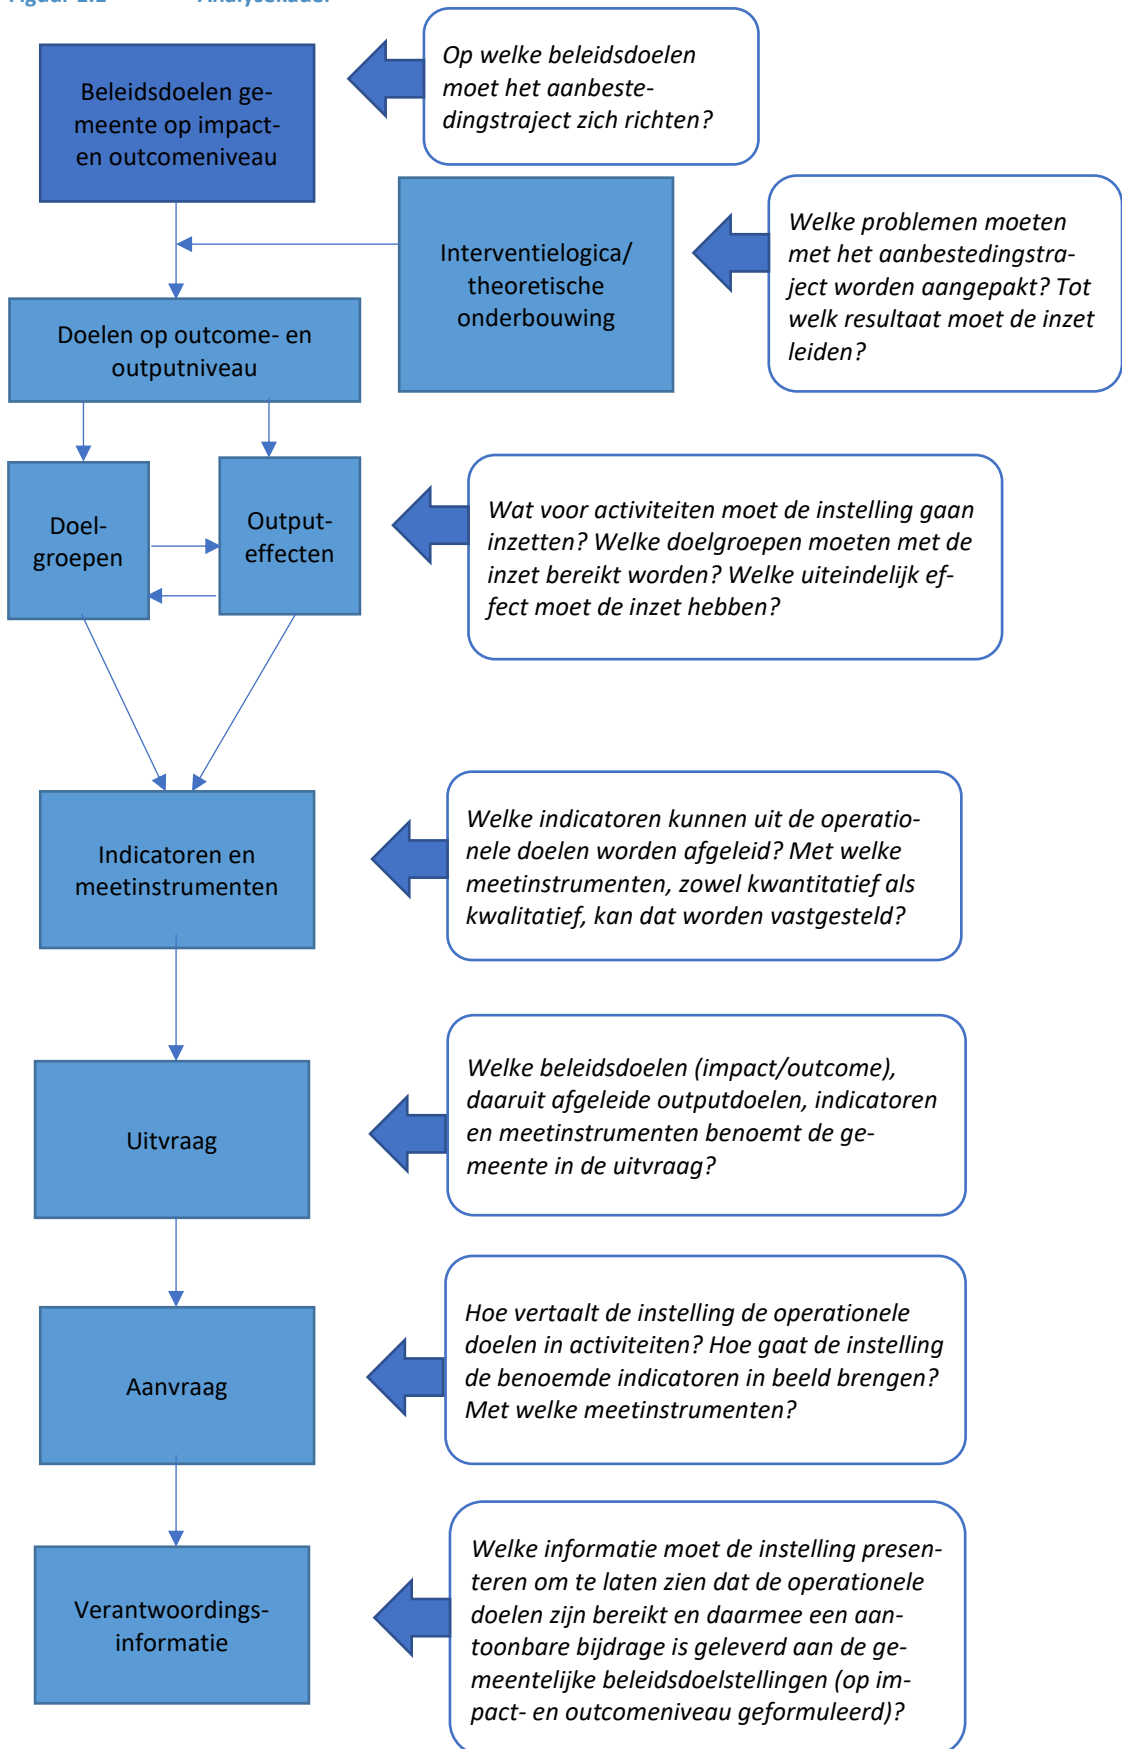 Beleidsdoelen ge-
meente op impact-
en outcomeniveau
Op welke beleidsdoelen
moet het aanbeste-
dingstraject zich richten?
Interventielogica/
theoretische
onderbouwing
Welke problemen moeten
met het aanbestedingstra-
ject worden aangepakt? Tot
welk resultaat moet de inzet
leiden?
Doelen op outcome- en
outputniveau
Doel-
groepen
Output-
effecten
Wat voor activiteiten moet de instelling gaan
inzetten? Welke doelgroepen moeten met de
inzet bereikt worden? Welke uiteindelijk ef-
fect moet de inzet hebben?
Indicatoren en
meetinstrumenten
Welke indicatoren kunnen uit de operatio-
nele doelen worden afgeleid? Met welke
meetinstrumenten, zowel kwantitatief als
kwalitatief, kan dat worden vastgesteld?
Uitvraag
Welke beleidsdoelen (impact/outcome),
daaruit afgeleide outputdoelen, indicatoren
en meetinstrumenten benoemt de ge-
meente in de uitvraag?
Aanvraag
Hoe vertaalt de instelling de operationele
doelen in activiteiten? Hoe gaat de instelling
de benoemde indicatoren in beeld brengen?
Met welke meetinstrumenten?
Verantwoordings-
informatie
Welke informatie moet de instelling presen-
teren om te laten zien dat de operationele
doelen zijn bereikt en daarmee een aan-
toonbare bijdrage is geleverd aan de ge-
meentelijke beleidsdoelstellingen (op im-
pact- en outcomeniveau geformuleerd)?